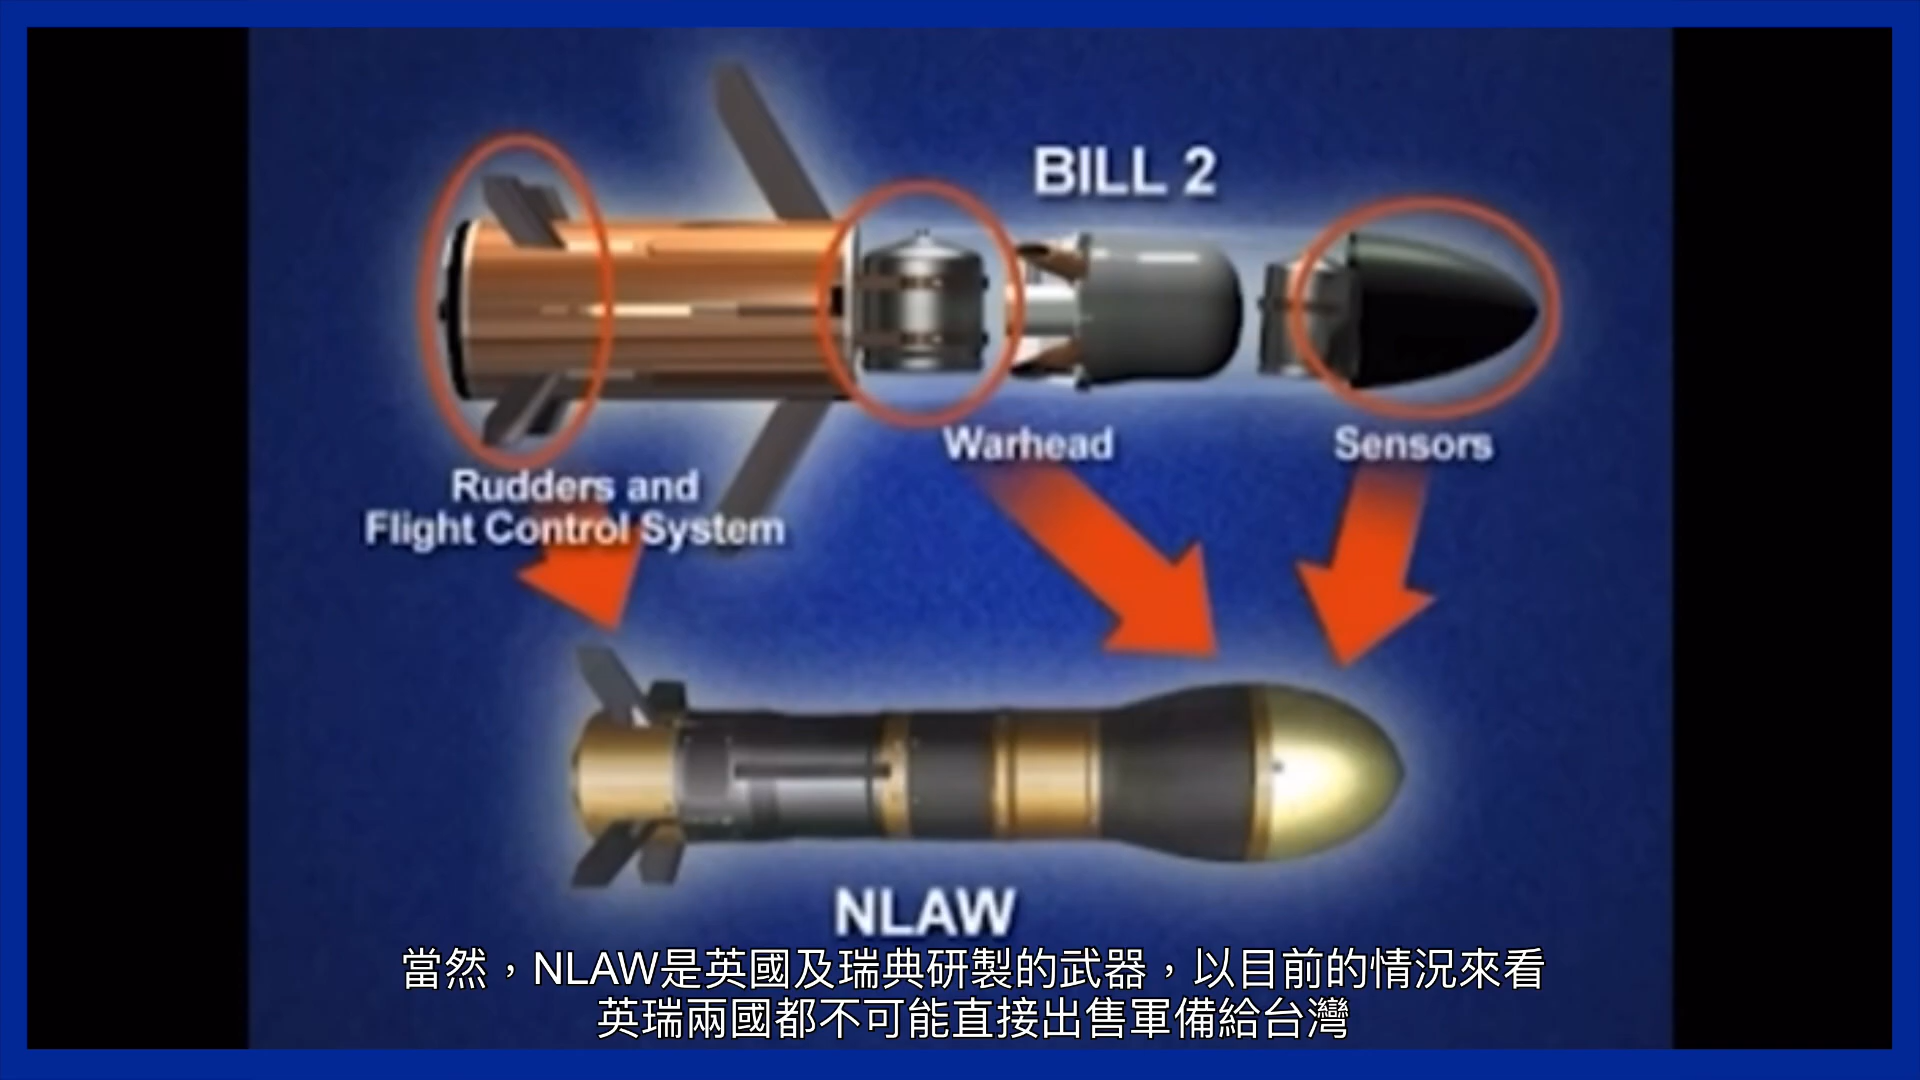 BILL 2
Warhead
Sensors
Rudders and
Flight Control System
NLAW
當然，NLAW是英國及瑞典研製的武器，以目前的情況來看
英瑞兩國都不可能直接出售軍備給台灣